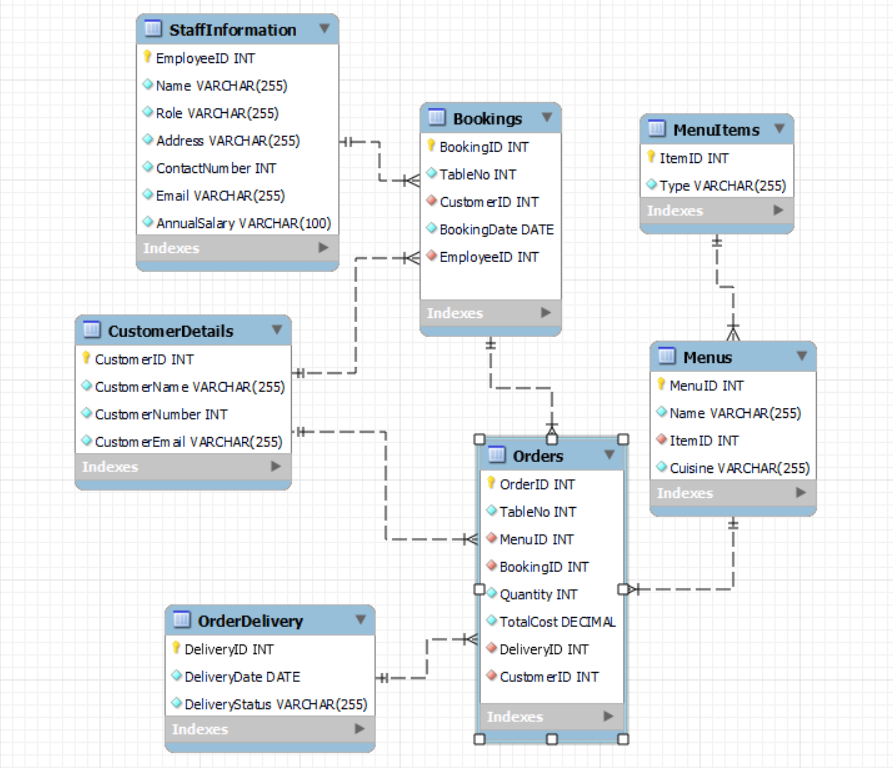 StaffInformation
EmployeeID INT
Name VARCHAR(255)
Role VARCHAR(255)
Address VARCHAR(255)
ContactNumber INT
Email VARCHAR(255)
AnnualSalary VARCHAR(100)
Indexes
Bookings
BookingID INT
TableNo INT
CustomerID INT
BookingDate DATE
EmployeeID INT
Indexes
MenuItems
ItemID INT
Type VARCHAR(255)
Indexes
CustomerDetails
CustomerID INT
CustomerName VARCHAR(255)
CustomerNumber INT
CustomerEmail VARCHAR(255)
Indexes
Menus
MenuID INT
Name VARCHAR(255)
ItemID INT
Cuisine VARCHAR(255)
Indexes
Orders
OrderID INT
TableNo INT
MenuID INT
BookingID INT
Quantity INT
TotalCost DECIMAL
DeliveryID INT
CustomerID INT
Indexes
OrderDelivery
DeliveryID INT
DeliveryDate DATE
DeliveryStatus VARCHAR(255)
Indexes